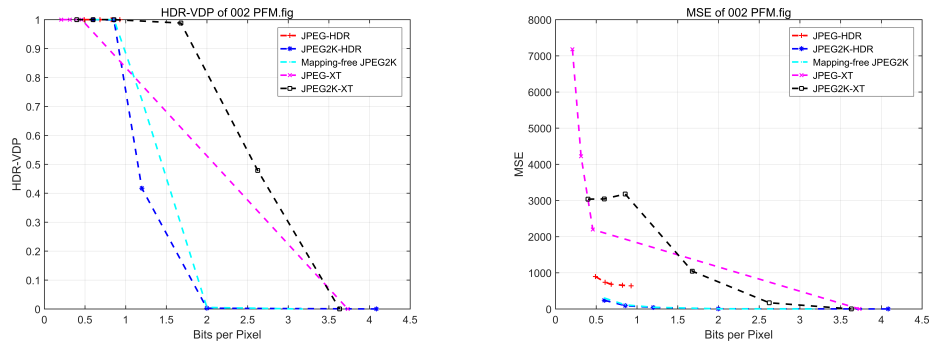 HDR-VDP of 002 PFM.fig
1
0.9
0.8
0.7
0.6
0.5
0.4
0.3
0.2
0.1
0
HDR-VDP
JPEG-HDR
JPEG2K-HDR
Mapping-free JPEG2K
JPEG-XT
JPEG2K-XT
0 0.5 1 1.5 2 2.5 3 3.5 4 4.5
Bits per Pixel
MSE of 002 PFM.fig
8000
7000
6000
5000
4000
3000
2000
1000
0
MSE
JPEG-HDR
JPEG2K-HDR
Mapping-free JPEG2K
JPEG-XT
JPEG2K-XT
0 0.5 1 1.5 2 2.5 3 3.5 4 4.5
Bits per Pixel